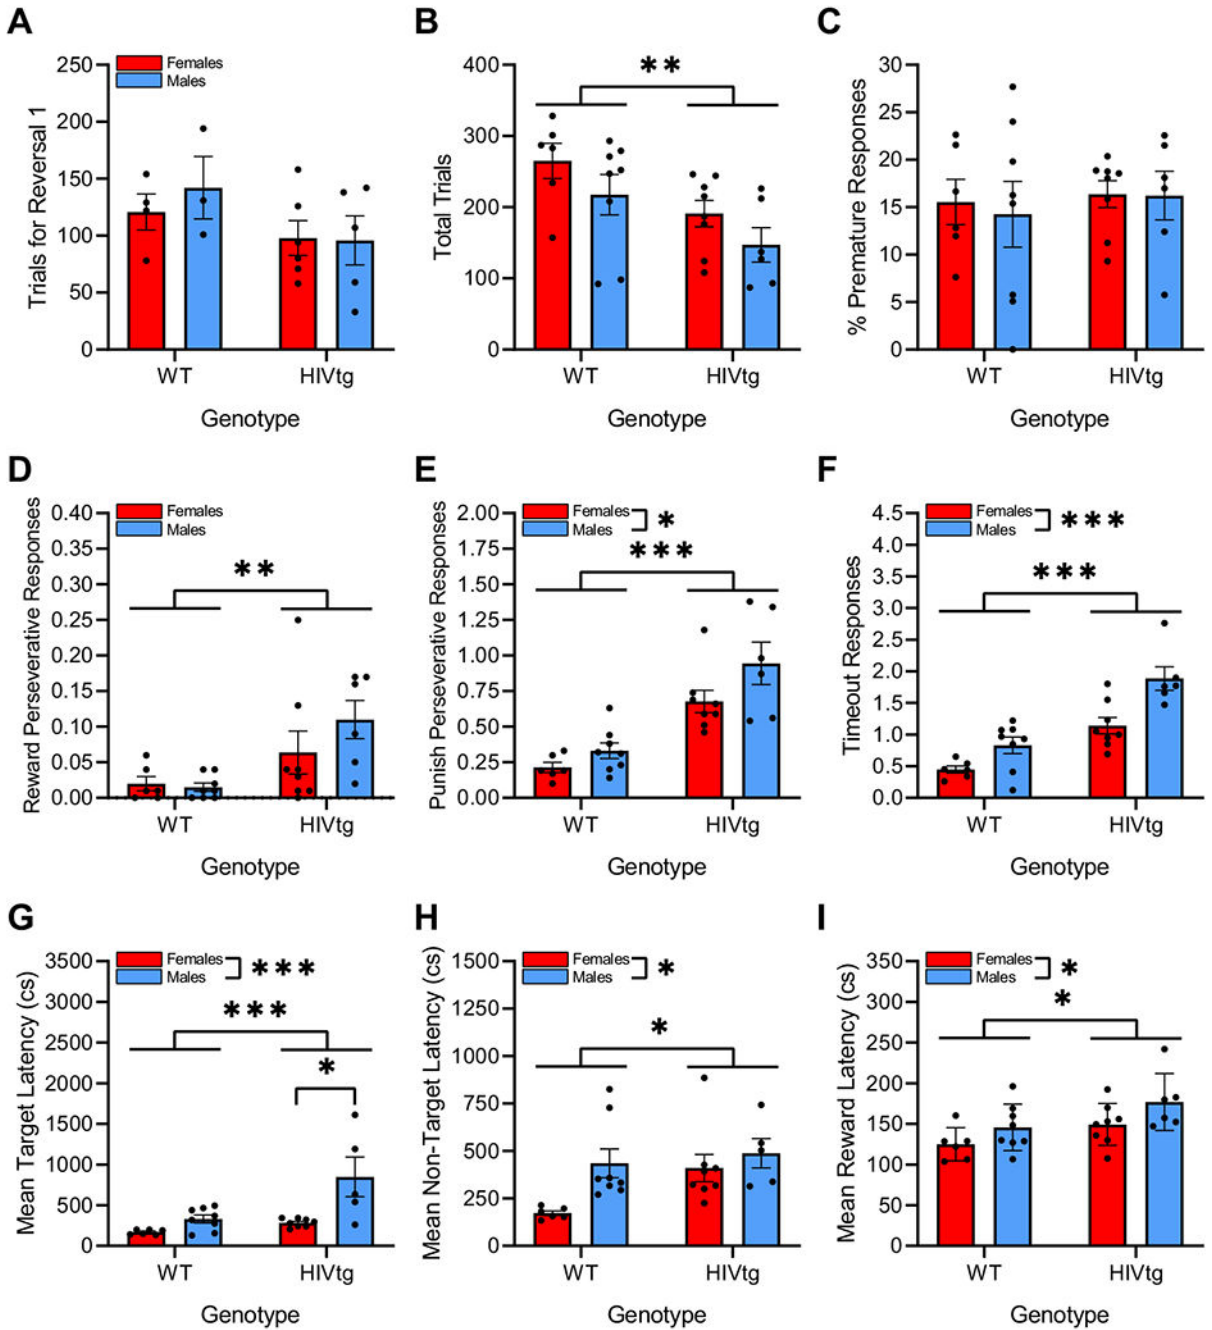 A
B
C
Trials for Reversal 1
250
200
150
100
50
0
Females
Males
WT
HIVtg
Genotype
Total Trials
400
300
200
100
0
**
WT
HIVtg
Genotype
% Premature Responses
30
25
20
15
10
5
0
WT
HIVtg
Genotype
D
E
F
Reward Perseverative Responses
0.40
0.35
0.30
0.25
0.20
0.15
0.10
0.05
0.00
Females
Males
**
WT
HIVtg
Genotype
Punish Perseverative Responses
2.00
1.75
1.50
1.25
1.00
0.75
0.50
0.25
0.00
Females
Males
*
***
WT
HIVtg
Genotype
Timeout Responses
4.5
4.0
3.5
3.0
2.5
2.0
1.5
1.0
0.5
0.0
Females
Males
***
***
WT
HIVtg
Genotype
G
H
I
Mean Target Latency (cs)
3500
3000
2500
2000
1500
1000
500
0
Females
Males
***
***
*
WT
HIVtg
Genotype
Mean Non-Target Latency (cs)
1500
1250
1000
750
500
250
0
Females
Males
*
*
WT
HIVtg
Genotype
Mean Reward Latency (cs)
350
300
250
200
150
100
50
0
Females
Males
*
*
WT
HIVtg
Genotype